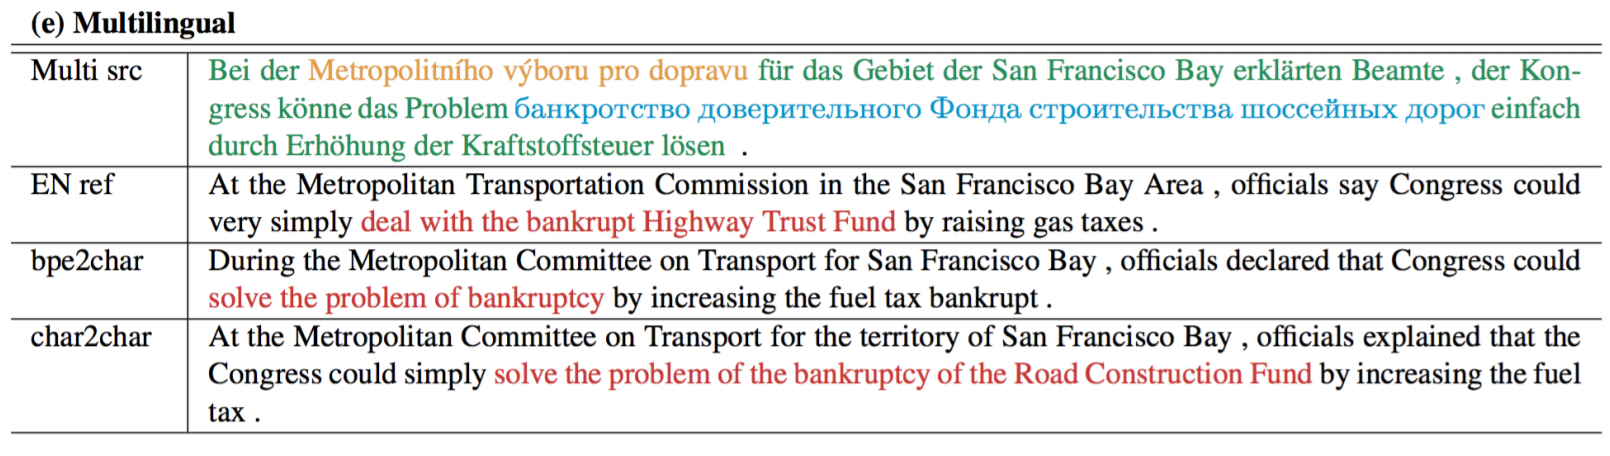 (e) Multilingual
Multi src
Bei der Metropolitního výboru pro dopravu für das Gebiet der San Francisco Bay erklärten Beamte , der Kon-
gress könne das Problem банкротство доверительного Фонда строительства шоссейных дорог einfach
durch Erhöhung der Kraftstoffsteuer lösen .
EN ref
At the Metropolitan Transportation Commission in the San Francisco Bay Area , officials say Congress could
very simply deal with the bankrupt Highway Trust Fund by raising gas taxes .
bpe2char
During the Metropolitan Committee on Transport for San Francisco Bay , officials declared that Congress could
solve the problem of bankruptcy by increasing the fuel tax bankrupt .
char2char
At the Metropolitan Committee on Transport for the territory of San Francisco Bay , officials explained that the
Congress could simply solve the problem of the bankruptcy of the Road Construction Fund by increasing the fuel
tax .